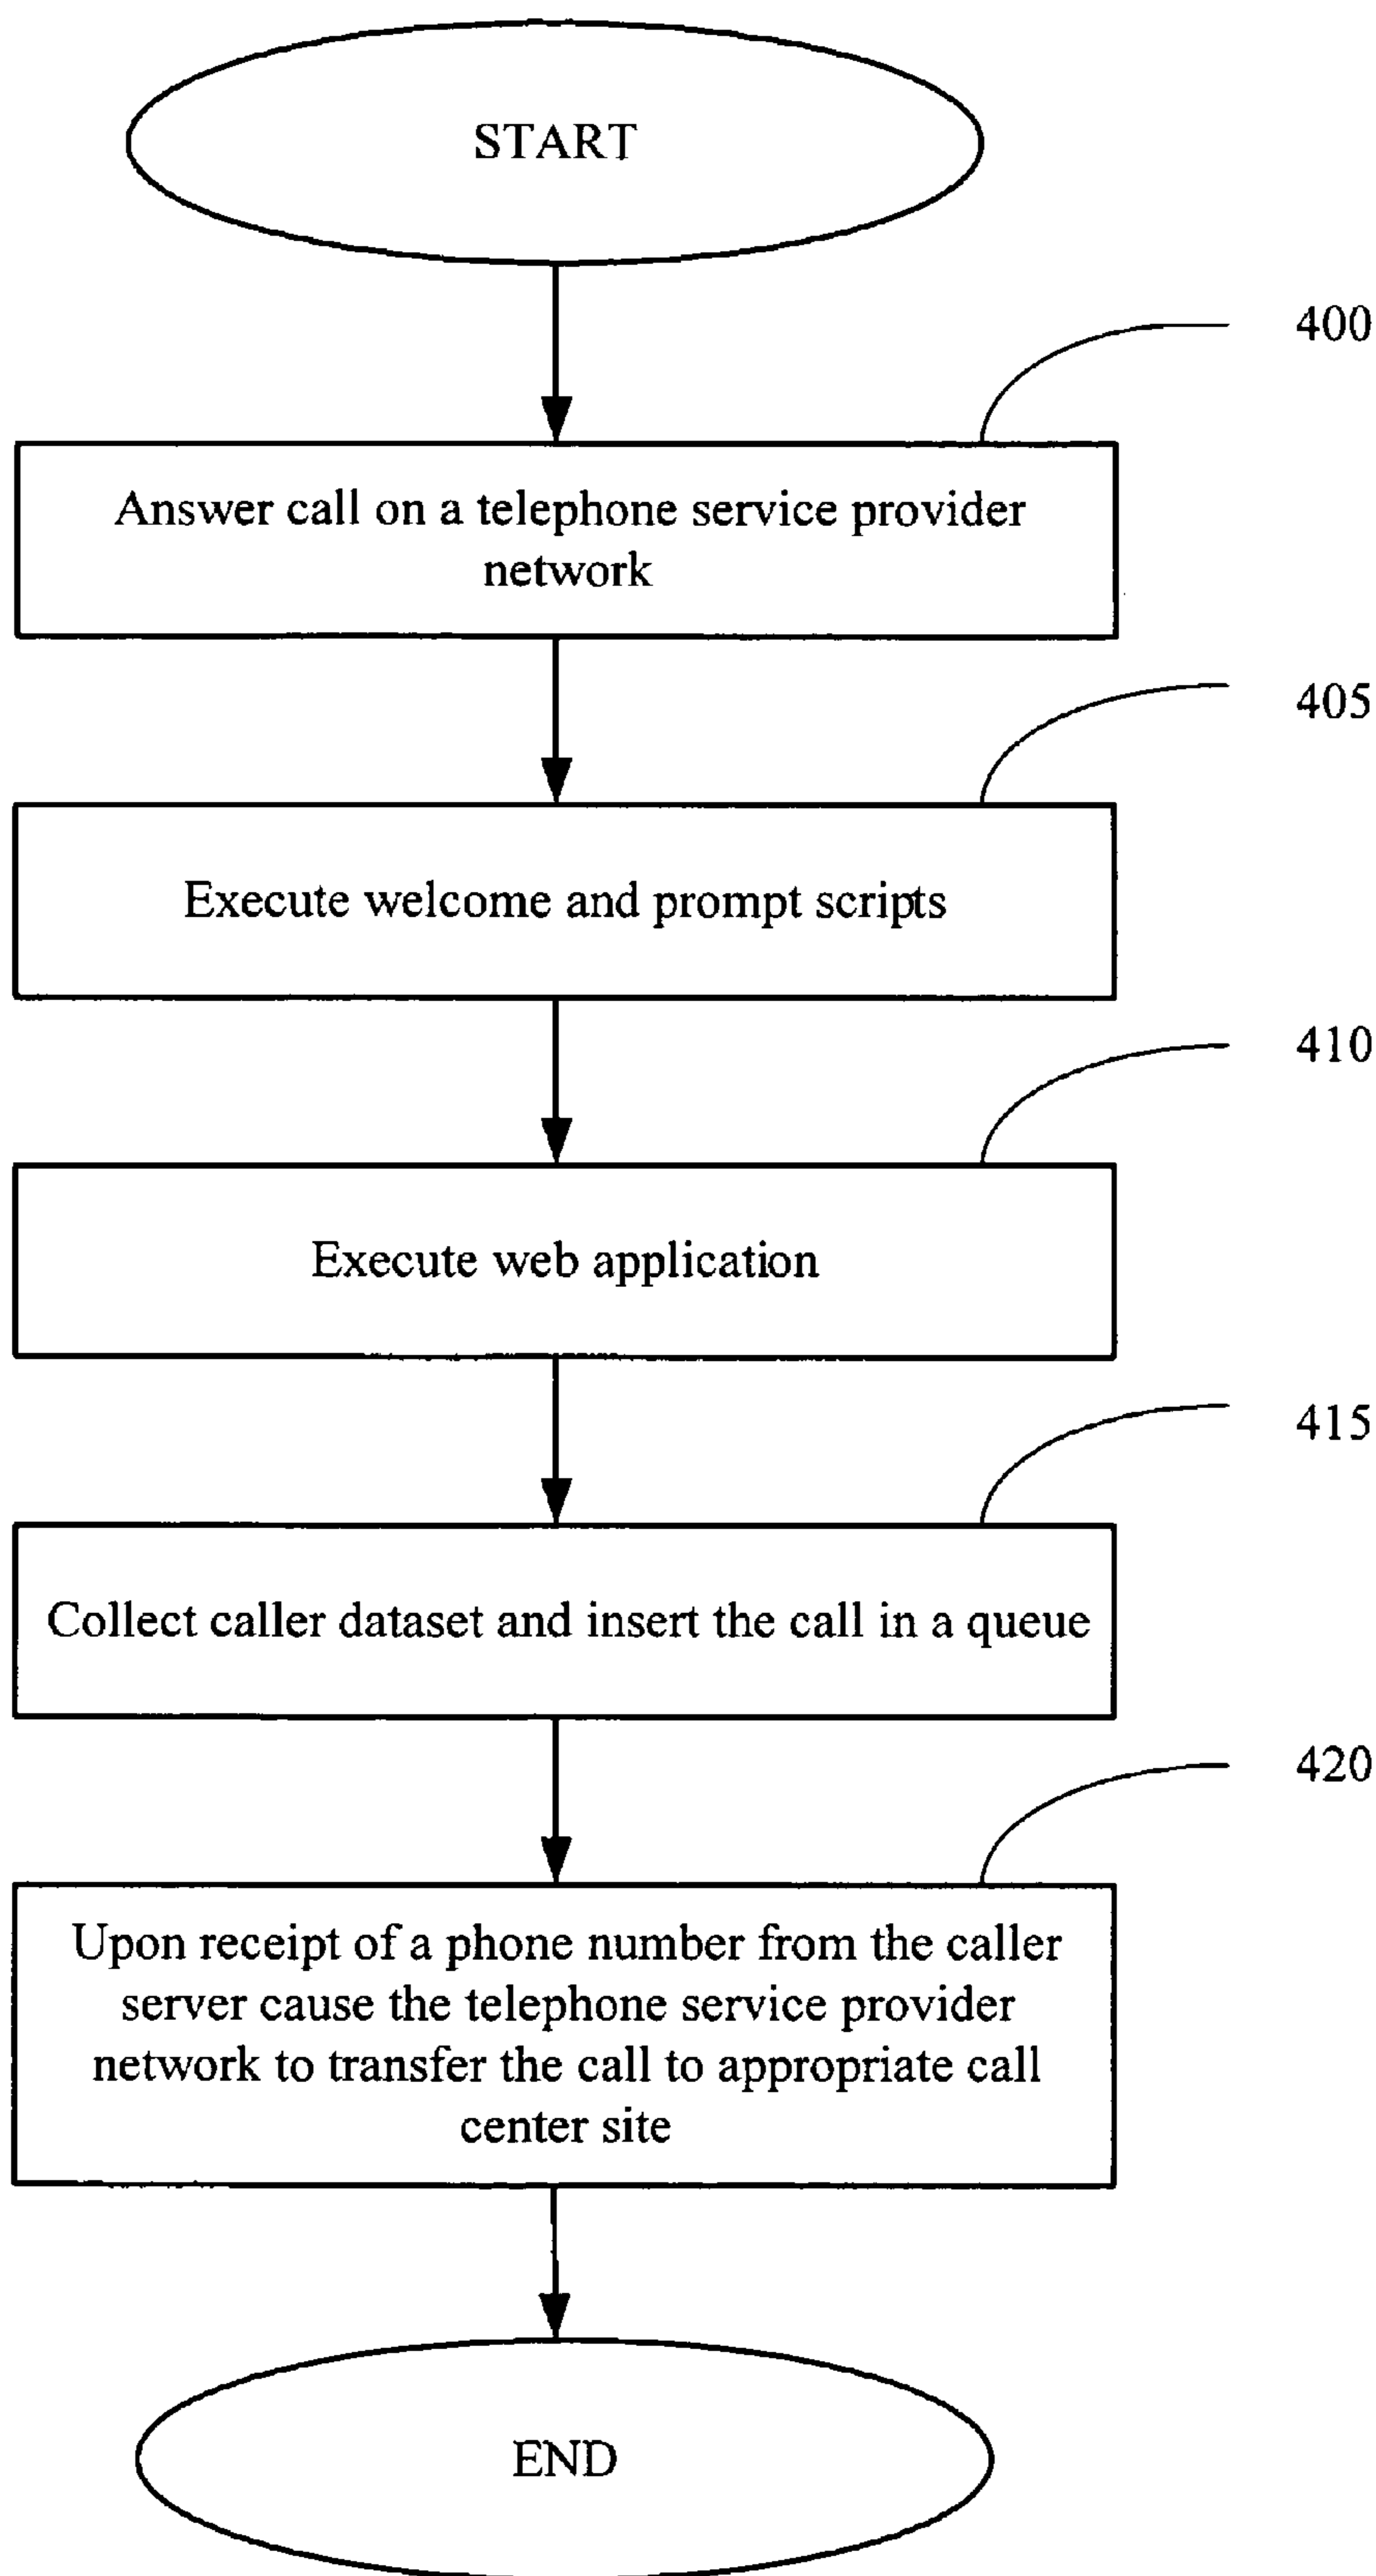 START
400
Answer call on a telephone service provider
network
405
Execute welcome and prompt scripts
410
Execute web application
415
Collect caller dataset and insert the call in a queue
420
Upon receipt of a phone number from the caller
server cause the telephone service provider
network to transfer the call to appropriate call
center site
END